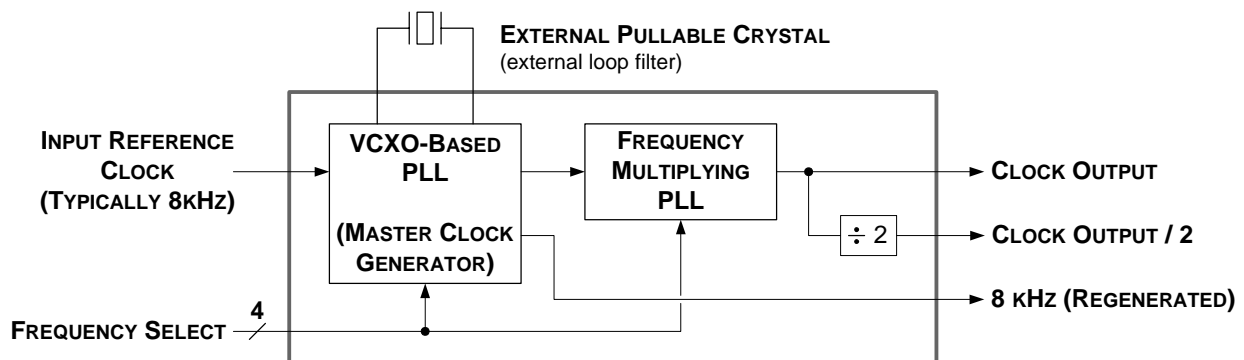 EXTERNAL PULLABLE CRYSTAL
(external loop filter)
INPUT REFERENCE
CLOCK
(TYPICALLY 8KHZ)
VCXO-BASED
PLL
(MASTER CLOCK
GENERATOR)
FREQUENCY
MULTIPLYING
PLL
CLOCK OUTPUT
÷ 2
CLOCK OUTPUT / 2
8 KHZ (REGENERATED)
FREQUENCY SELECT
4